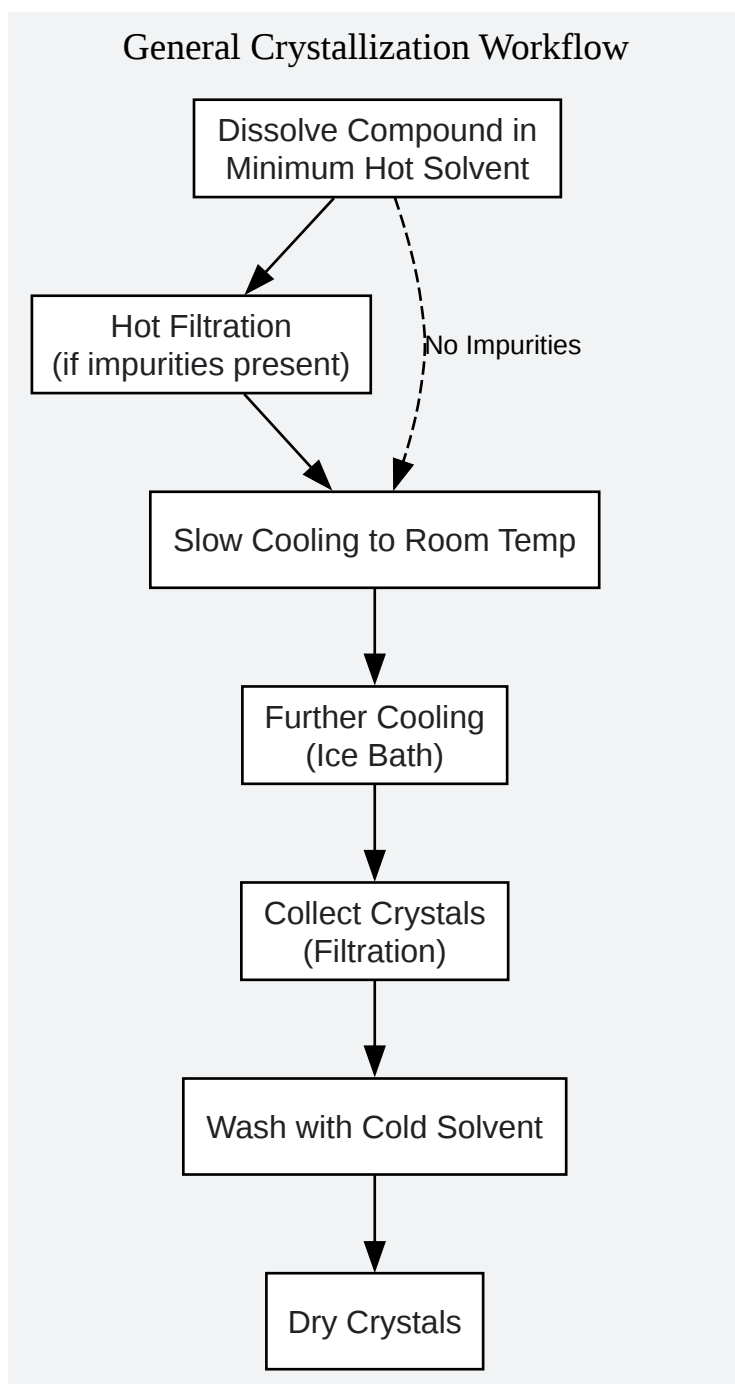 General Crystallization Workflow
Dissolve Compound in
Minimum Hot Solvent
Hot Filtration
(if impurities present)
No Impurities
Slow Cooling to Room Temp
Further Cooling
(Ice Bath)
Collect Crystals
(Filtration)
Wash with Cold Solvent
Dry Crystals